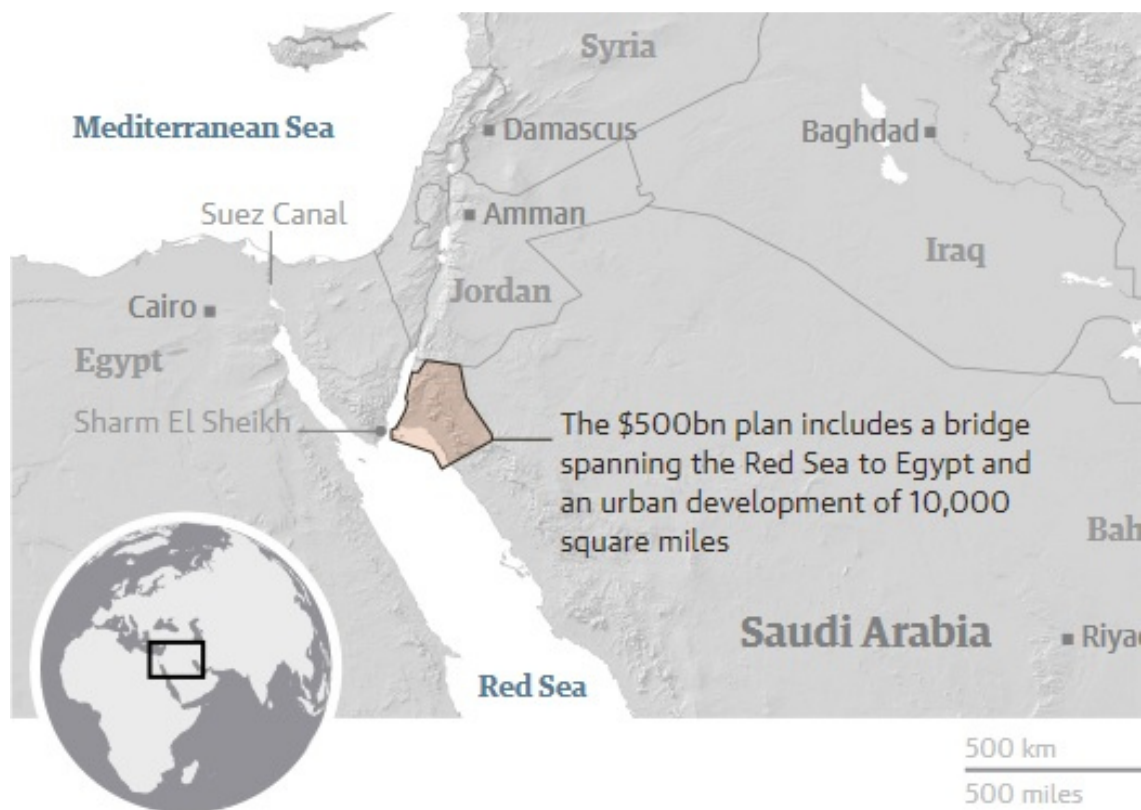 Syria
Mediterranean Sea
Damascus
Baghdad
Suez Canal
Amman
Iraq
Jordan
Cairo
Egypt
Sharm El Sheikh
The $500bn plan includes a bridge
spanning the Red Sea to Egypt and
an urban development of 10,000
square miles
Bah
Saudi Arabia
Riyad
Red Sea
500 km
500 miles